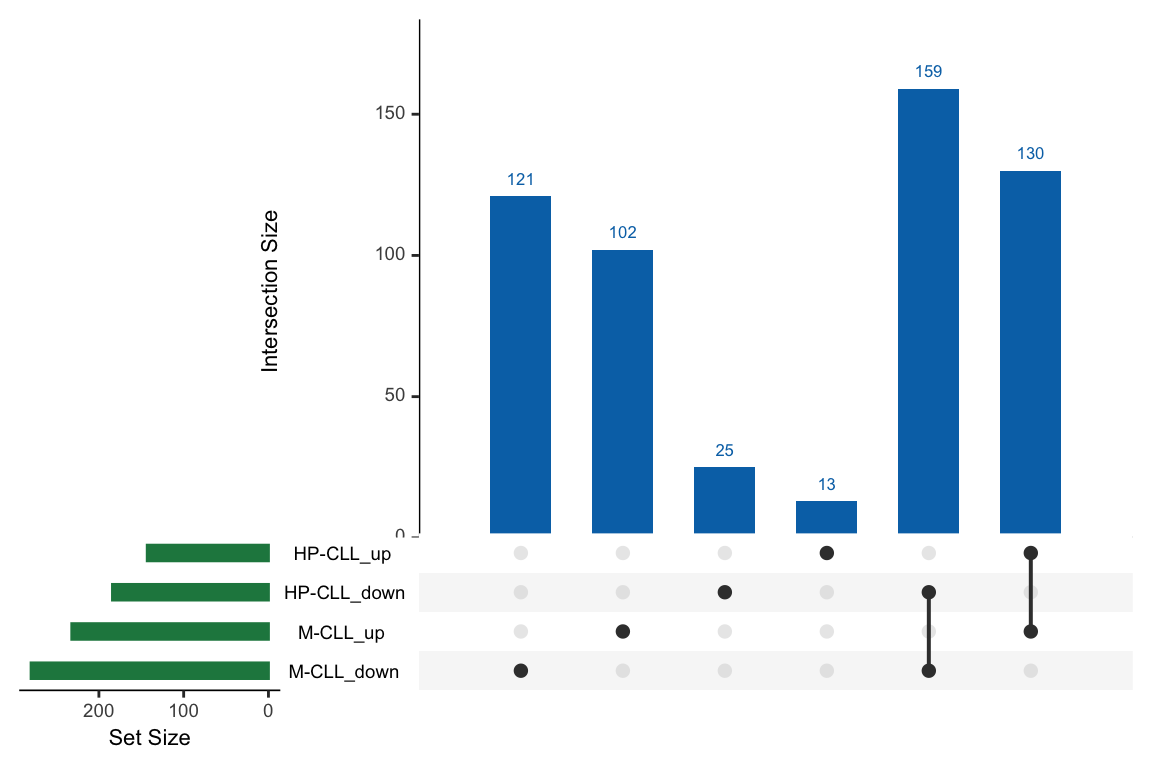 159
150
130
121
102
100
Intersection Size
50
25
13
0
HP-CLL_up
HP-CLL_down
M-CLL_up
M-CLL_down
200 100 0
Set Size